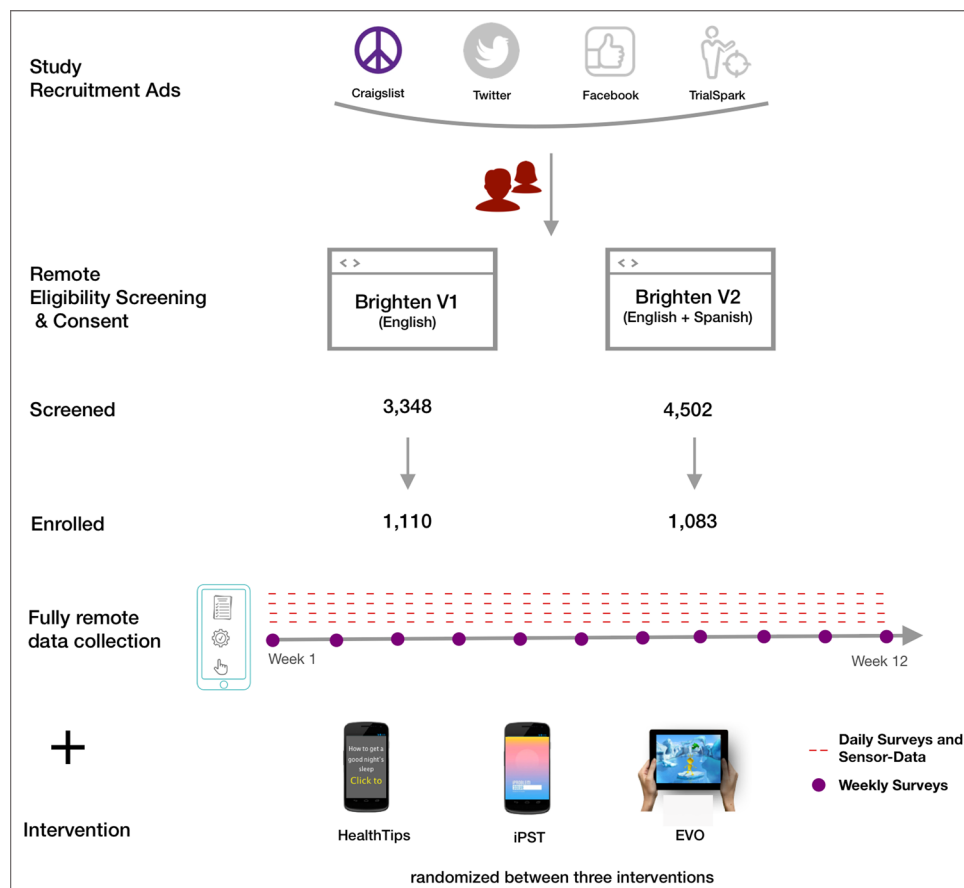 Study
Recruitment Ads
Craigslist
Twitter
Facebook
TrialSpark
Remote
Eligibility Screening
& Consent
< >
Brighten V1
(English)
< >
Brighten V2
(English + Spanish)
Screened
3,348
4,502
Enrolled
1,110
1,083
Fully remote
data collection
Week 1
Week 12
+
Intervention
How to get a
good night's
sleep
Click to
HealthTips
iPST
EVO
Daily Surveys and
Sensor-Data
Weekly Surveys
randomized between three interventions